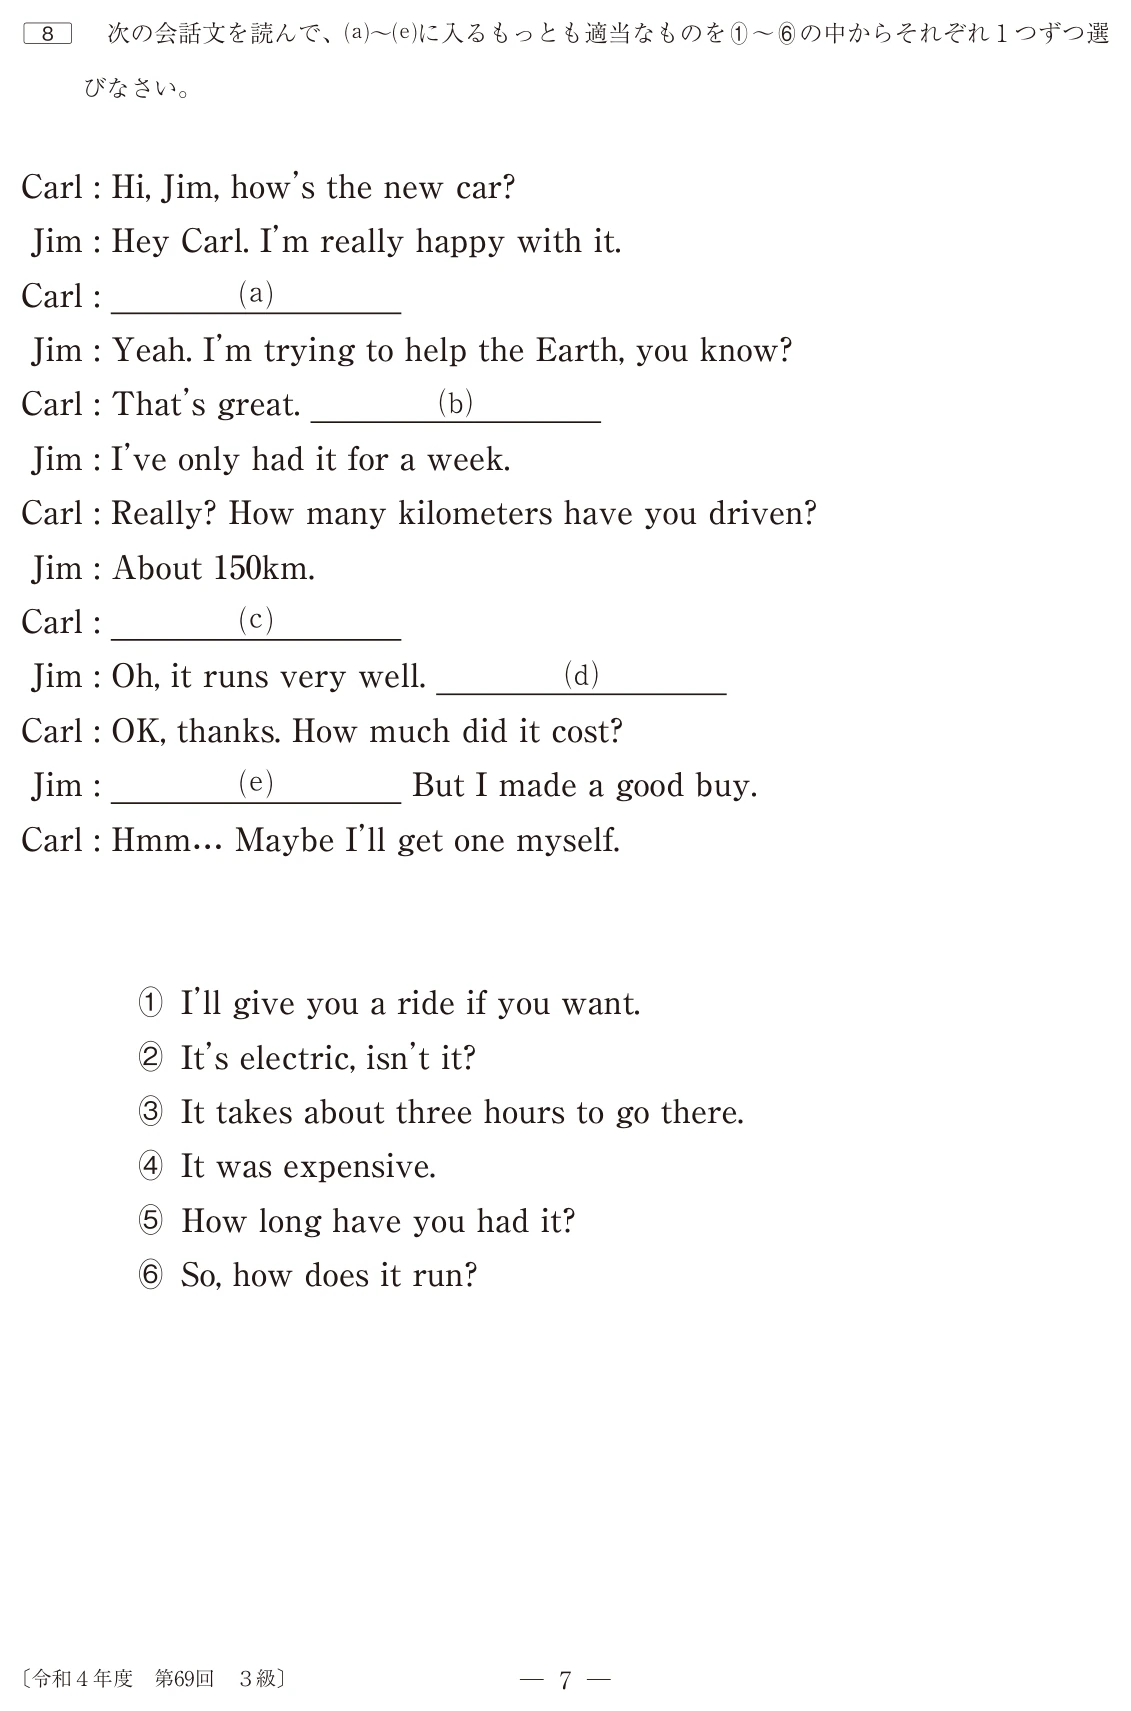 8 次の会話文を読んで、(a)～(e)に入るもっとも適当なものを①～⑥の中からそれぞれ１つずつ選
びなさい。
Carl : Hi, Jim, how's the new car?
Jim : Hey Carl. I'm really happy with it.
Carl : (a)
Jim : Yeah. I'm trying to help the Earth, you know?
Carl : That's great. (b)
Jim : I've only had it for a week.
Carl : Really? How many kilometers have you driven?
Jim : About 150km.
Carl : (c)
Jim : Oh, it runs very well. (d)
Carl : OK, thanks. How much did it cost?
Jim : (e) But I made a good buy.
Carl : Hmm… Maybe I'll get one myself.
① I'll give you a ride if you want.
② It's electric, isn't it?
③ It takes about three hours to go there.
④ It was expensive.
⑤ How long have you had it?
⑥ So, how does it run?
〔令和４年度 第69回 ３級〕 — 7 —